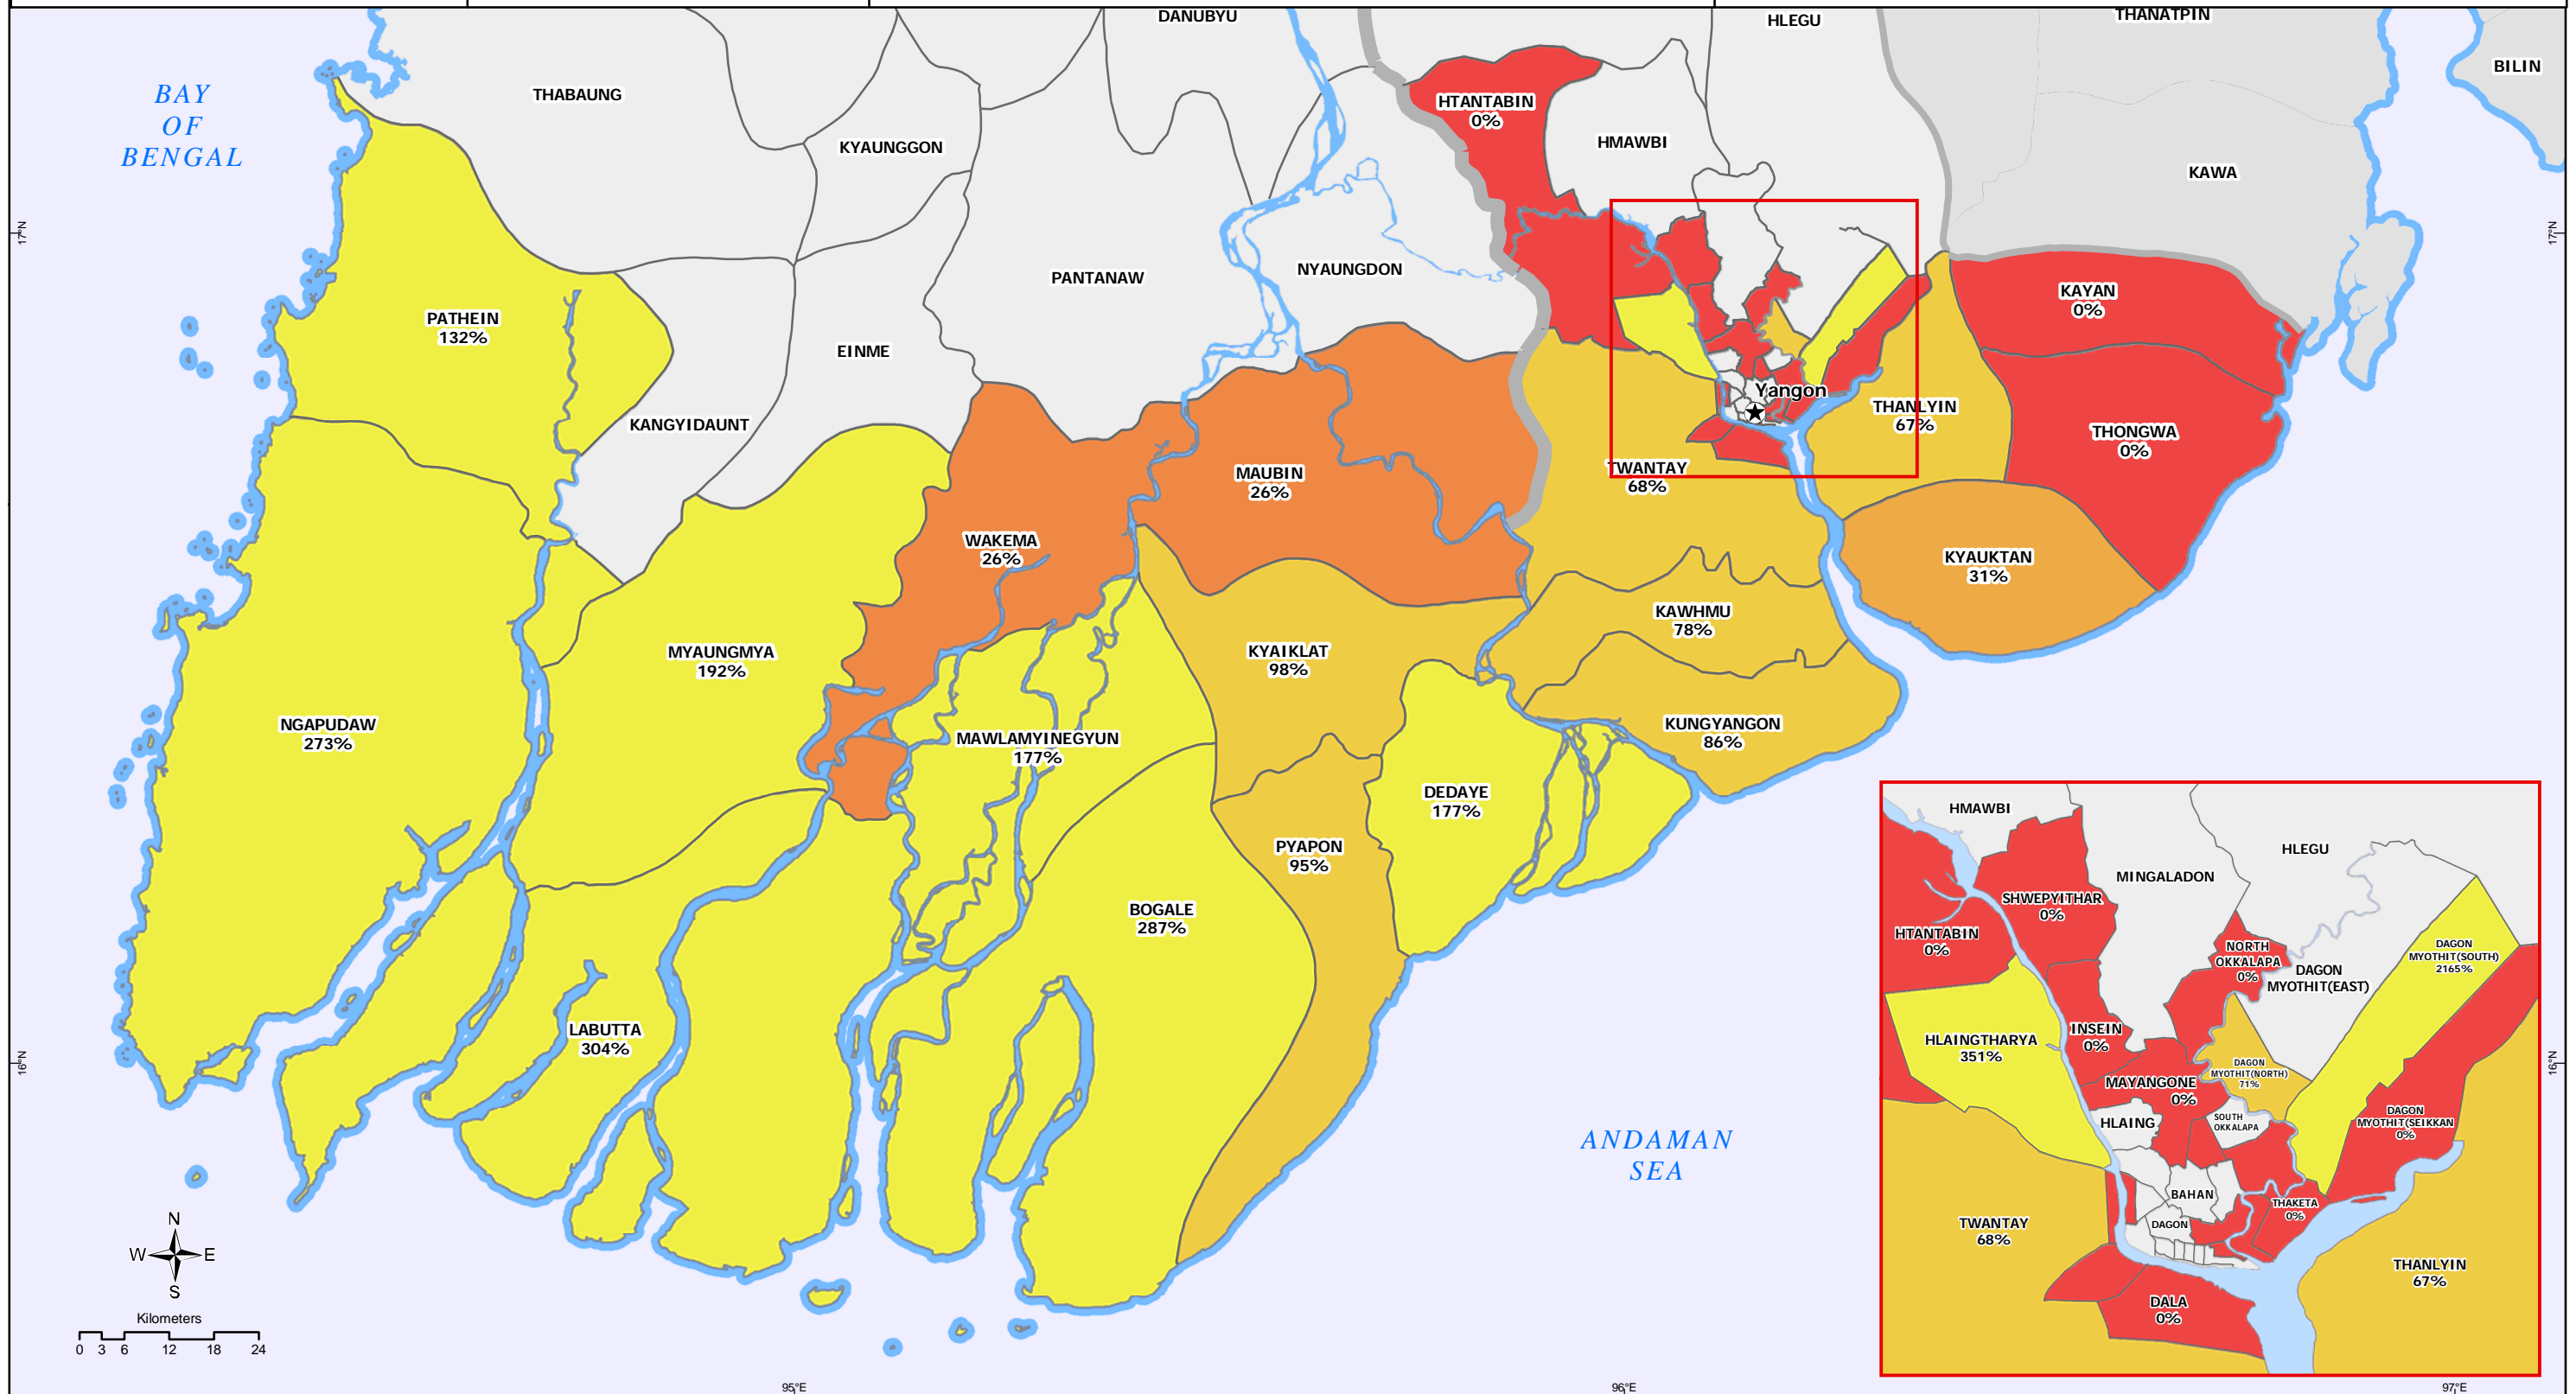 DANUBYU
HLEGU
THANATPIN
BILIN
BAY
OF
BENGAL
THABAUNG
HTANTABIN
0%
HMAWBI
KYAUNGGON
KAWA
17°N
17°N
PANTANAW
NYAUNGDON
KAYAN
0%
PATHEIN
132%
EINME
Yangon
KANGYIDAUNT
THANLYIN
67%
THONGWA
0%
MAUBIN
26%
TWANTAY
68%
WAKEMA
26%
KYAUKTAN
31%
KAWHMU
78%
MYAUNGMYA
192%
KYAIKLAT
98%
NGAPUDAW
273%
MAWLAMYINEGYUN
177%
KUNGYANGON
86%
DEDAYE
177%
PYAPON
95%
BOGALE
287%
LABUTTA
304%
16°N
16°N
ANDAMAN
SEA
HMAWBI
HLEGU
MINGALADON
SHWEPYITHAR
0%
HTANTABIN
0%
NORTH
OKKALAPA
0%
DAGON
MYOTHIT(EAST)
DAGON
MYOTHIT(SOUTH)
2165%
INSEIN
0%
HLAINGTHARYA
351%
DAGON
MYOTHIT(NORTH)
71%
MAYANGONE
0%
HLAING
SOUTH
OKKALAPA
DAGON
MYOTHIT(SEIKKAN
0%
BAHAN
THAKETA
0%
DAGON
TWANTAY
68%
THANLYIN
67%
DALA
0%
N
W
E
S
Kilometers
0 3 6 12 18 24
95°E
96°E
97°E